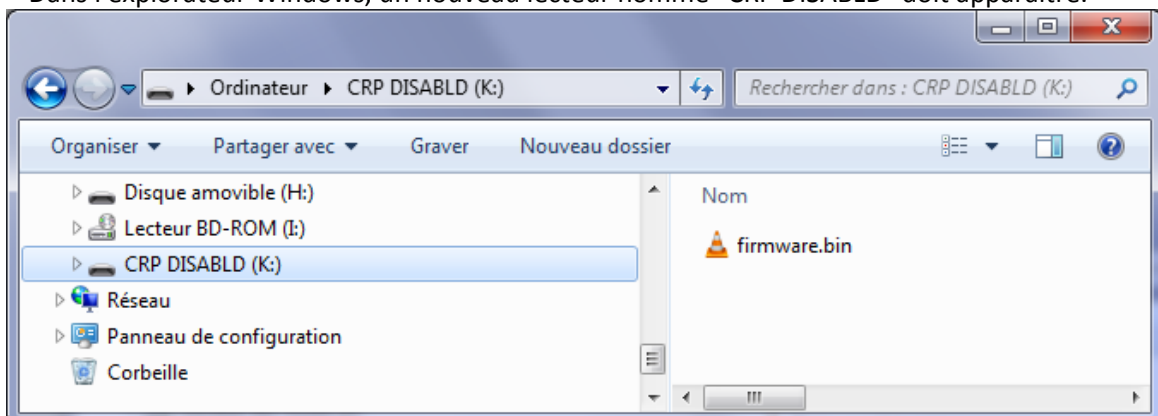 Dans l'explorateur Windows, un nouveau lecteur nommé "CRP DISABLD" doit apparaître.
Ordinateur CRP DISABLD (K:)
Rechercher dans : CRP DISABLD (K:)
Organiser Partager avec Graver Nouveau dossier
Disque amovible (H:)
Nom
Lecteur BD-ROM (I:)
firmware.bin
CRP DISABLD (K:)
Réseau
Panneau de configuration
Corbeille